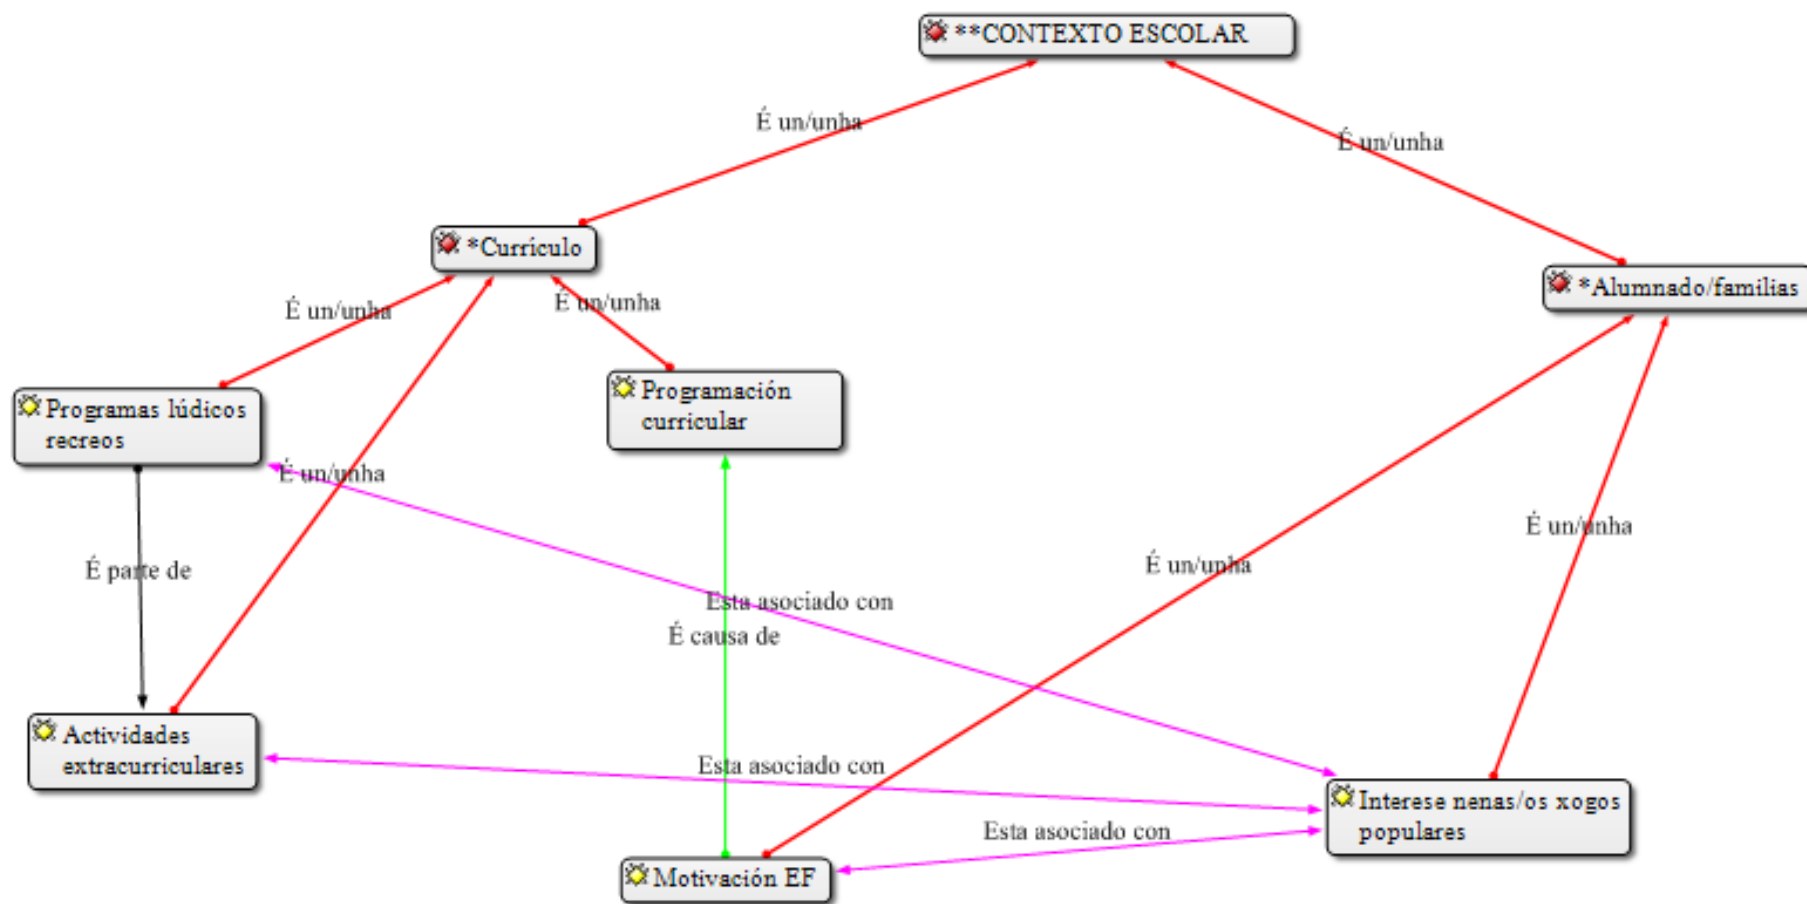 **CONTEXTO ESCOLAR
É un/unha
É un/unha
*Currículo
*Alumnado/familias
É un/unha
É un/unha
Programas lúdicos
recreos
Programación
curricular
É un/unha
É un/unha
É parte de
É un/unha
Esta asociado con
É causa de
Actividades
extracurriculares
Esta asociado con
Interese nenas/os xogos
populares
Esta asociado con
Motivación EF